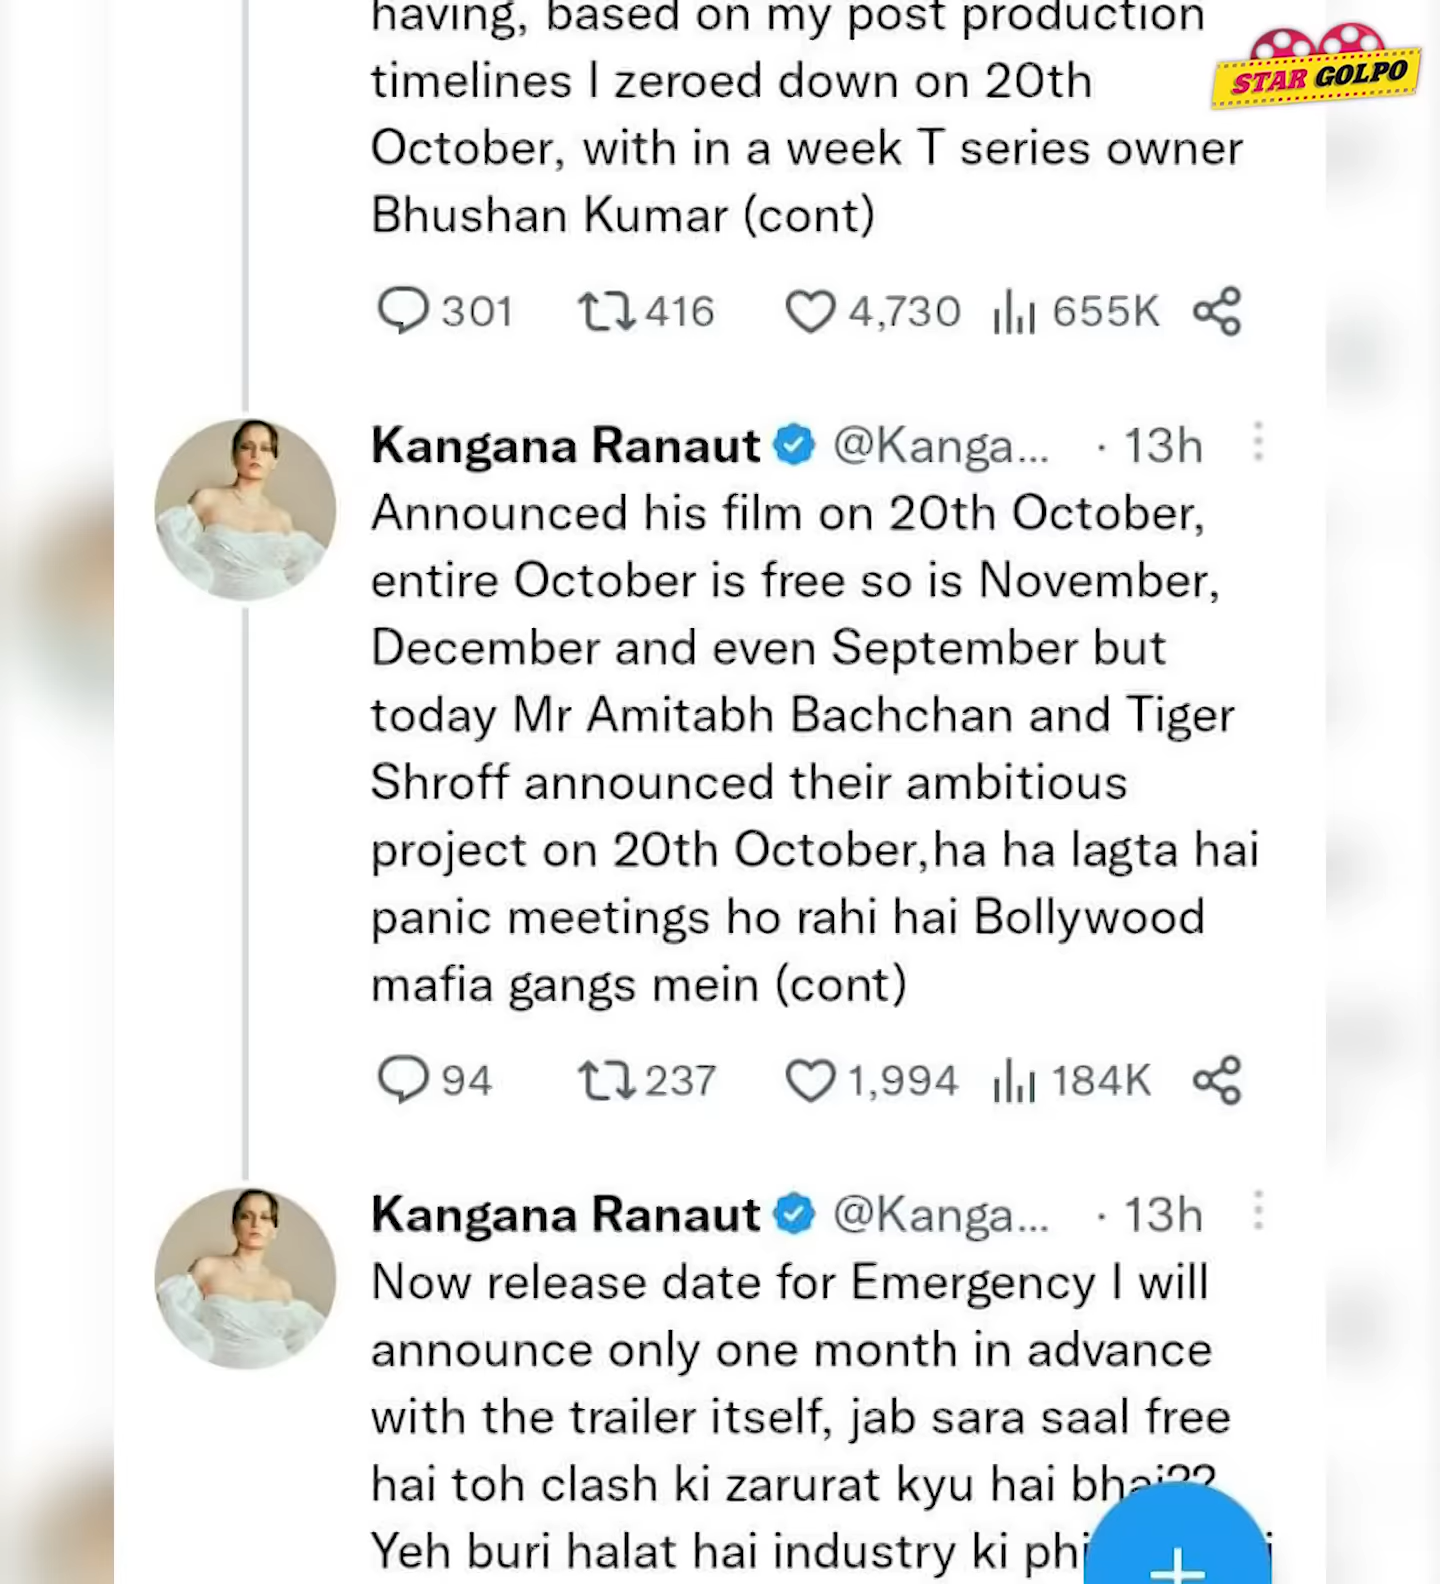 having, based on my post production
STAR GOLPO
timelines I zeroed down on 20th
October, with in a week T series owner
Bhushan Kumar (cont)
301 416 4,730 655K
Kangana Ranaut @Kanga... · 13h
Announced his film on 20th October,
entire October is free so is November,
December and even September but
today Mr Amitabh Bachchan and Tiger
Shroff announced their ambitious
project on 20th October,ha ha lagta hai
panic meetings ho rahi hai Bollywood
mafia gangs mein (cont)
94 237 1,994 184K
Kangana Ranaut @Kanga... · 13h
Now release date for Emergency I will
announce only one month in advance
with the trailer itself, jab sara saal free
hai toh clash ki zarurat kyu hai bhai??
Yeh buri halat hai industry ki